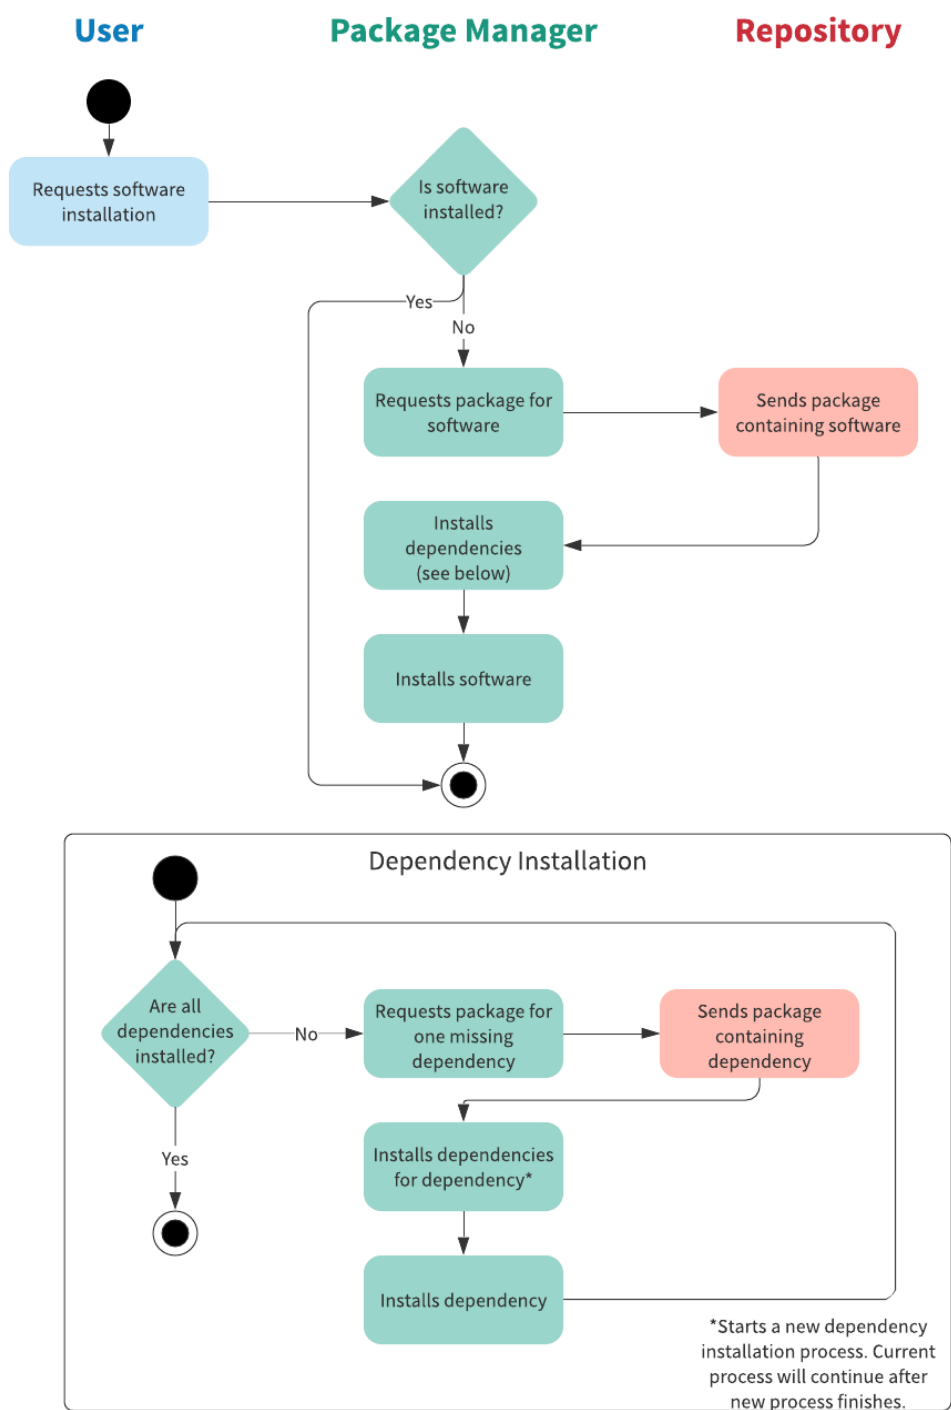 User
Package Manager
Repository
Requests software
installation
Is software
installed?
Yes
No
Requests package for
software
Sends package
containing software
Installs
dependencies
(see below)
Installs software
Dependency Installation
Are all
dependencies
installed?
No
Requests package for
one missing
dependency
Sends package
containing
dependency
Yes
Installs dependencies
for dependency*
Installs dependency
*Starts a new dependency
installation process. Current
process will continue after
new process finishes.